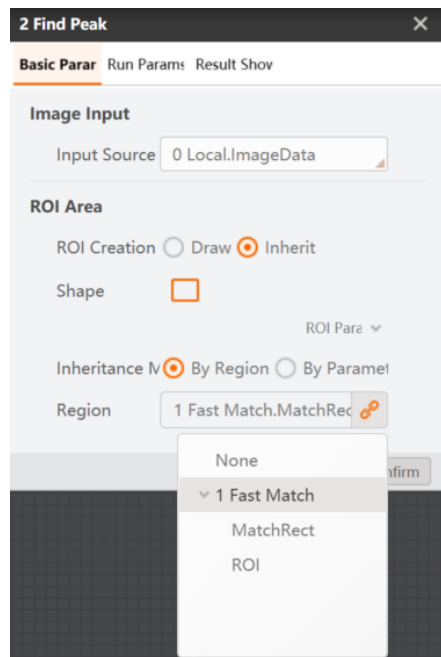 2 Find Peak
Basic Parar Run Params Result Shov
Image Input
Input Source 0 Local.ImageData
ROI Area
ROI Creation Draw Inherit
Shape
ROI Para
Inheritance M By Region By Paramet
Region 1 Fast Match.MatchRec
None
nfirm
1 Fast Match
MatchRect
ROI